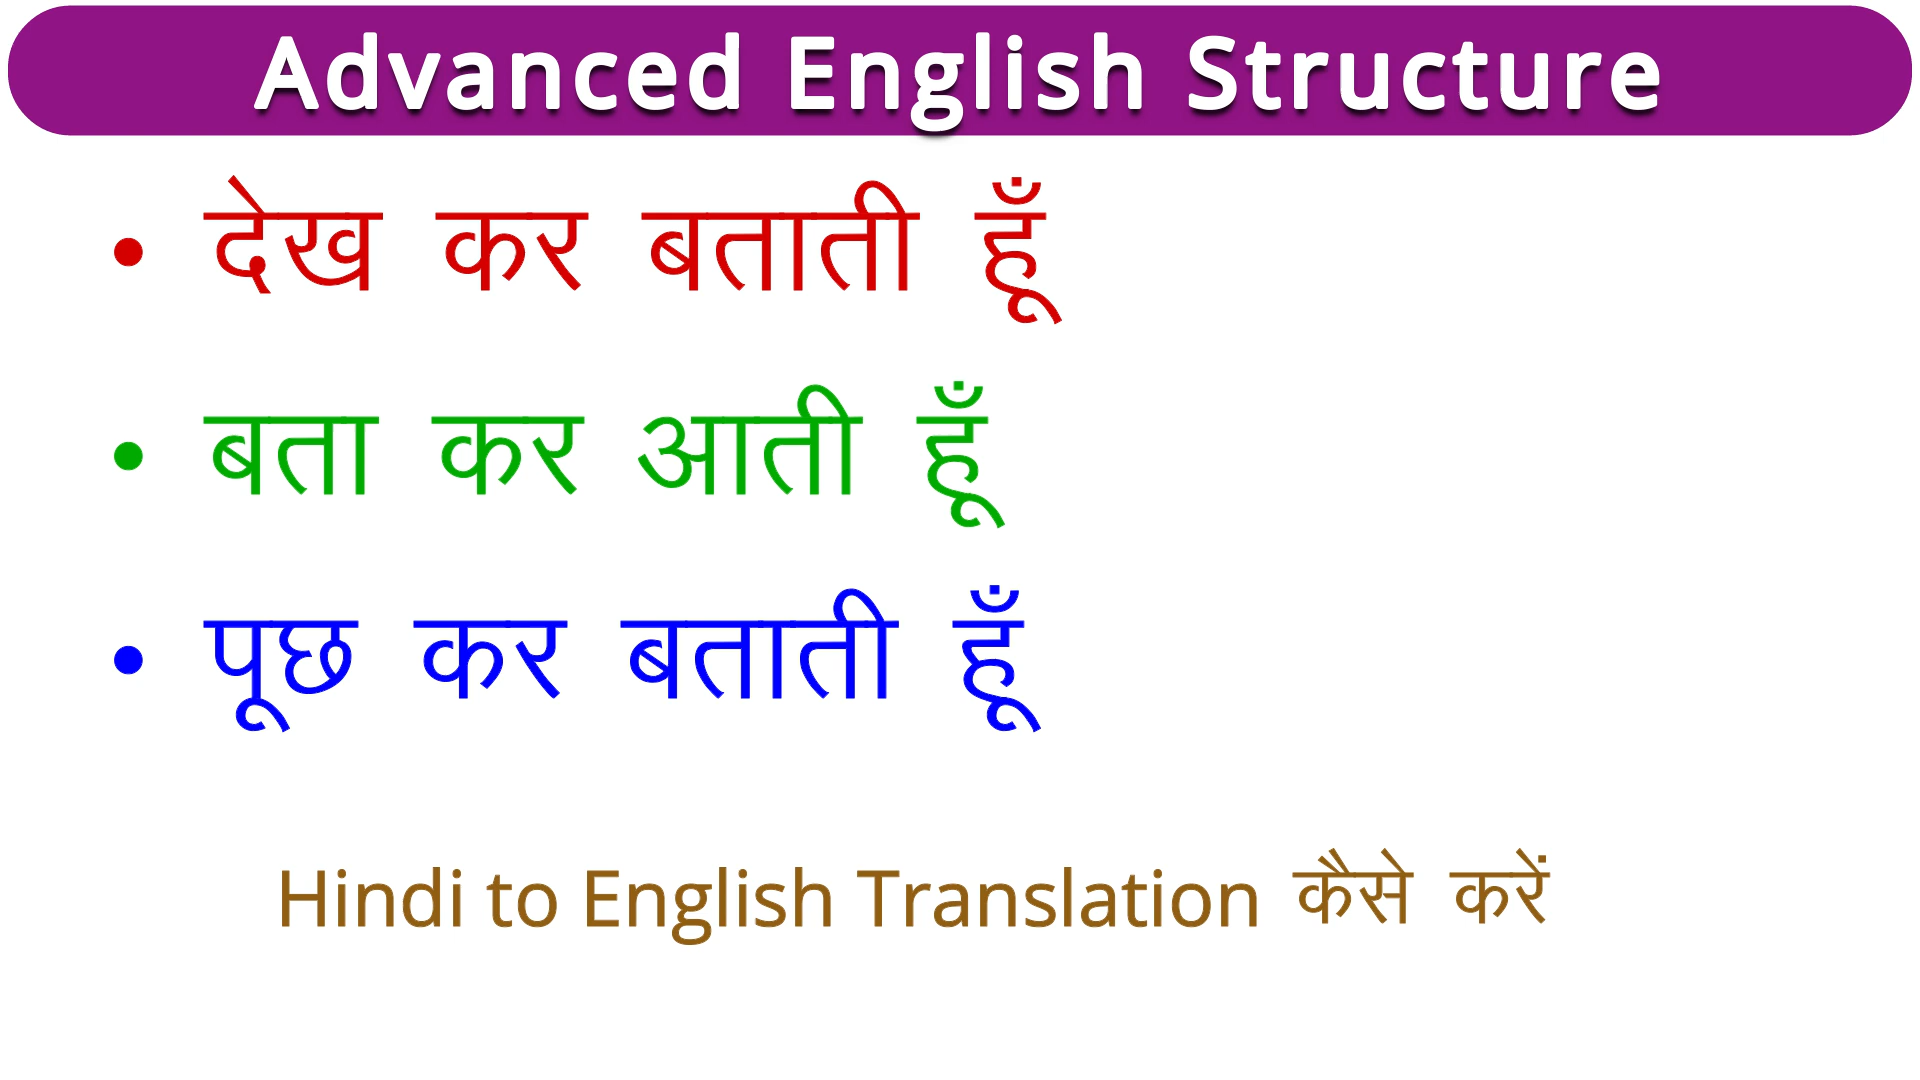 Advanced English Structure
• देख कर बताती हूँ
• बता कर आती हूँ
• पूछ कर बताती हूँ
Hindi to English Translation कैसे करें